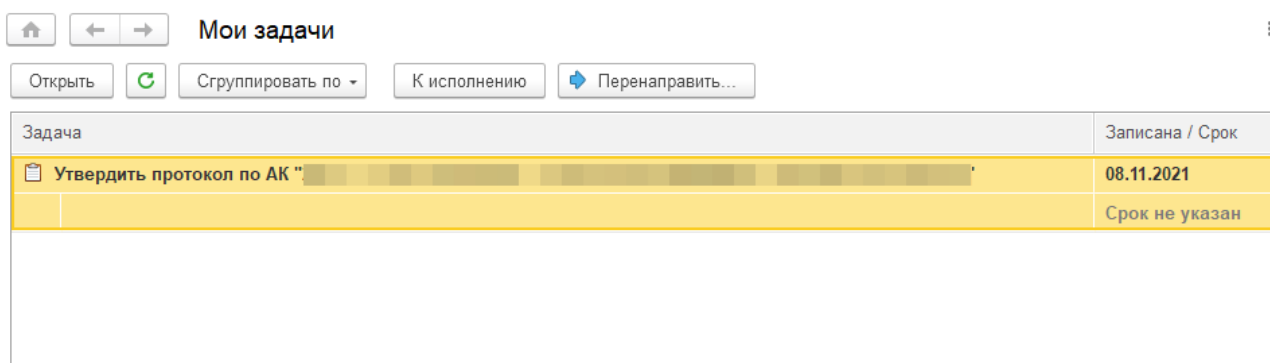 Мои задачи
Открыть Сгруппировать по К исполнению Перенаправить...
Задача Записана / Срок
Утвердить протокол по АК " 08.11.2021
Срок не указан